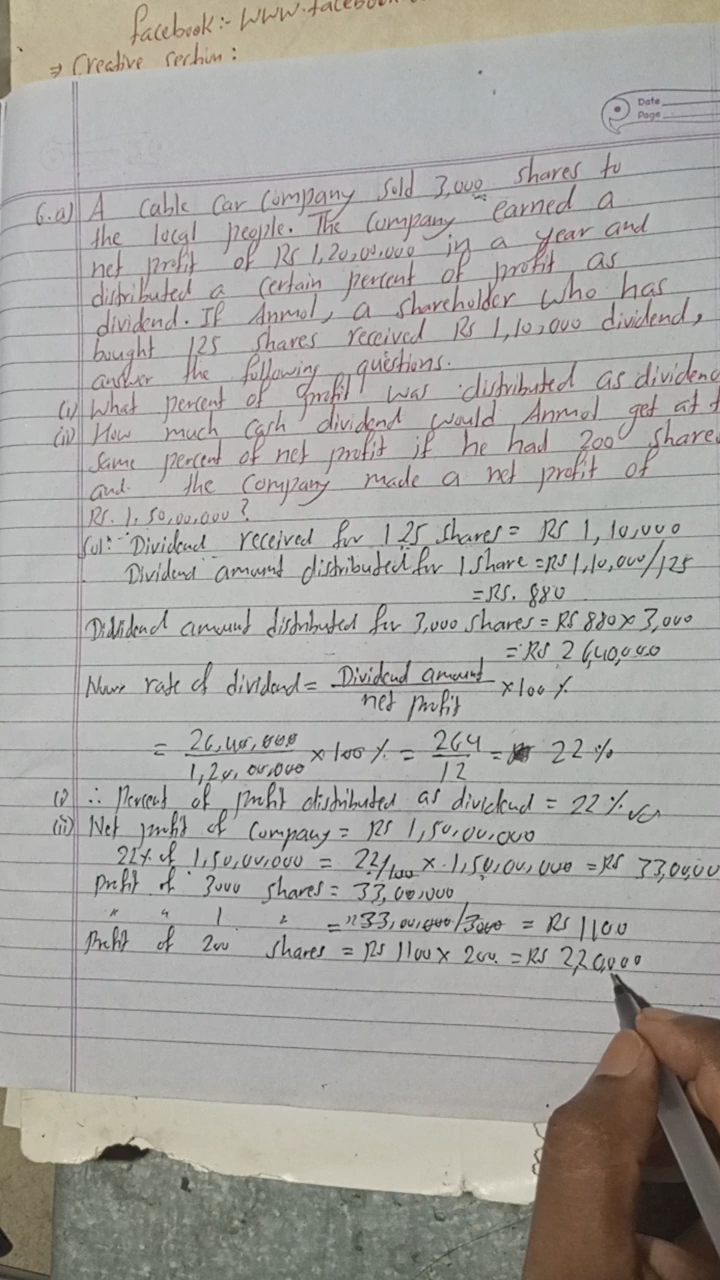 facebook:- www.facebook
⇒ Creative section:
Date
Page
6.a) A Cable Car Company Sold 3,000 shares to
the local people. The Company earned a
net profit of Rs 1,20,00,000 in a year and
distributed a certain percent of profit as
dividend. If Anmol, a shareholder who has
bought 125 shares received Rs 1,10,000 dividend,
answer the following questions.
(i) What percent of profit was distributed as dividend
(ii) How much cash dividend would Anmol get at
same percent of net profit if he had 200 share
and the company made a net profit of
Rs. 1,50,00,000?
Sol:- Dividend received for 125 shares = Rs 1,10,000
Dividend amount distributed for 1 share = Rs 1,10,000/125
= Rs. 880
Dividend amount distributed for 3,000 shares = Rs 880 x 3,000
= Rs 26,40,000
Now rate of dividend = Dividend amount / net profit x 100%
= 26,40,000 / 1,20,00,000 x 100% = 264 / 12 = 22%
(i) ∴ Percent of profit distributed as dividend = 22%
(ii) Net profit of Company = Rs 1,50,00,000
22% of 1,50,00,000 = 22/100 x 1,50,00,000 = Rs 33,00,00
Profit of 3000 shares = 33,00,000
" " 1 " = " 33,00,000/3000 = Rs 1100
Profit of 200 shares = Rs 1100 x 200 = Rs 2,20,000